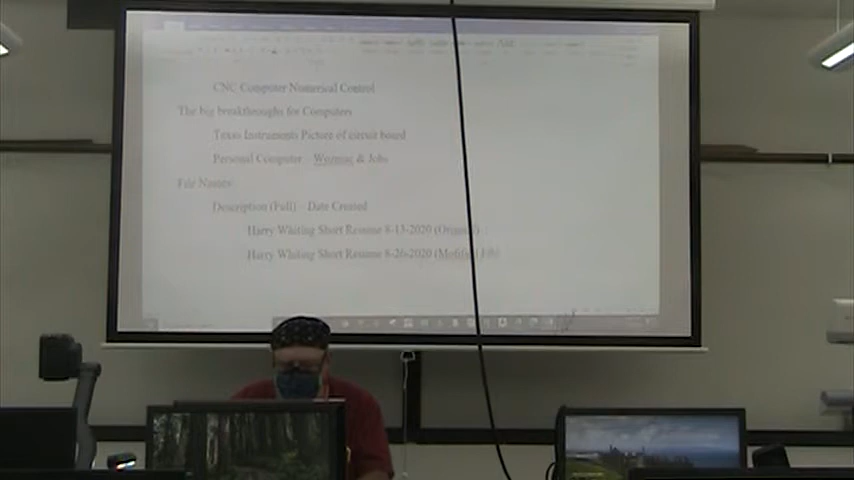 CNC Computer Numerical Control
The big breakthroughs for Computers
Texas Instruments Picture of circuit board
Personal Computer – Wozniac & Jobs
File Names:
Description (Full) – Date Created
Harry Whiting Short Resume 8-13-2020
Harry Whiting Short Resume 8-26-2020